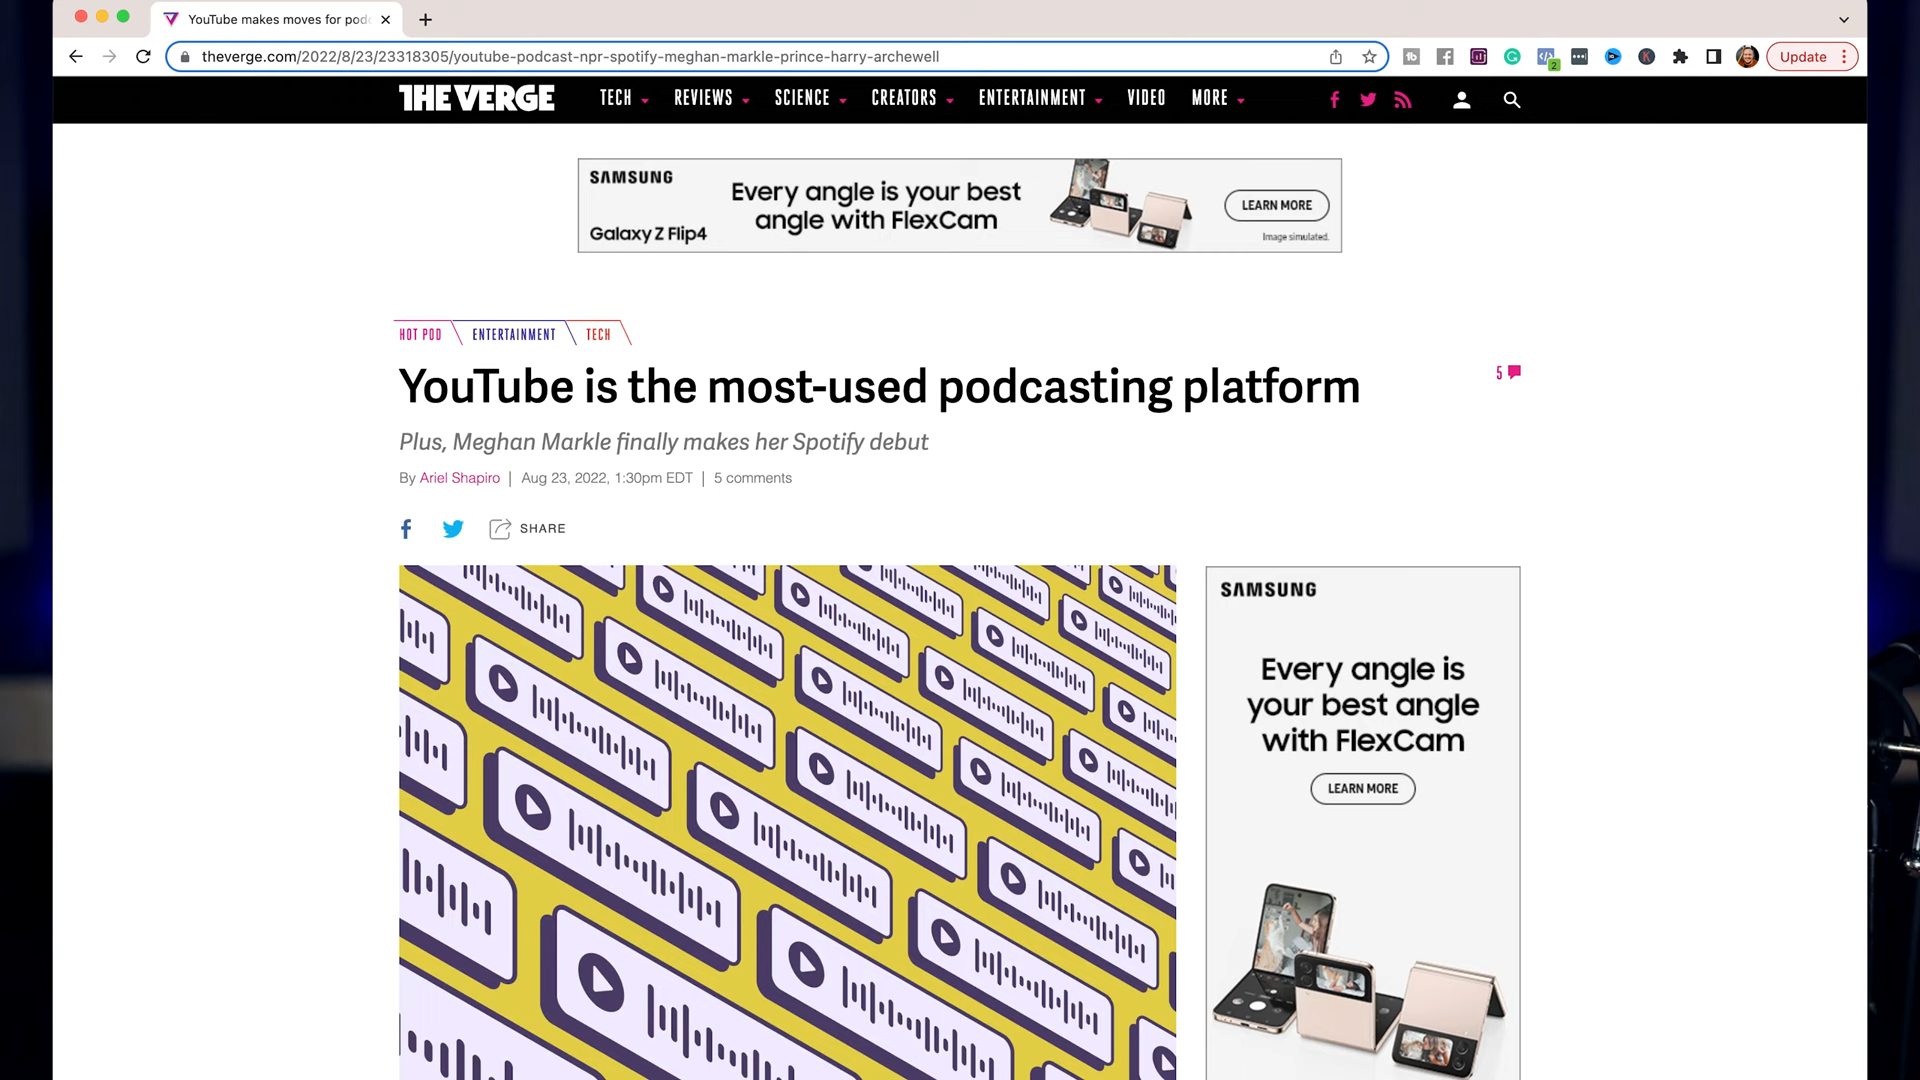 YouTube makes moves for pod
theverge.com/2022/8/23/23318305/youtube-podcast-npr-spotify-meghan-markle-prince-harry-archewell
2
Update
THE VERGE
TECH REVIEWS SCIENCE CREATORS ENTERTAINMENT VIDEO MORE
SAMSUNG
Galaxy Z Flip4
Every angle is your best
angle with FlexCam
LEARN MORE
Image simulated.
HOT POD ENTERTAINMENT TECH
YouTube is the most-used podcasting platform
5
Plus, Meghan Markle finally makes her Spotify debut
By Ariel Shapiro | Aug 23, 2022, 1:30pm EDT | 5 comments
SHARE
SAMSUNG
Every angle is
your best angle
with FlexCam
LEARN MORE